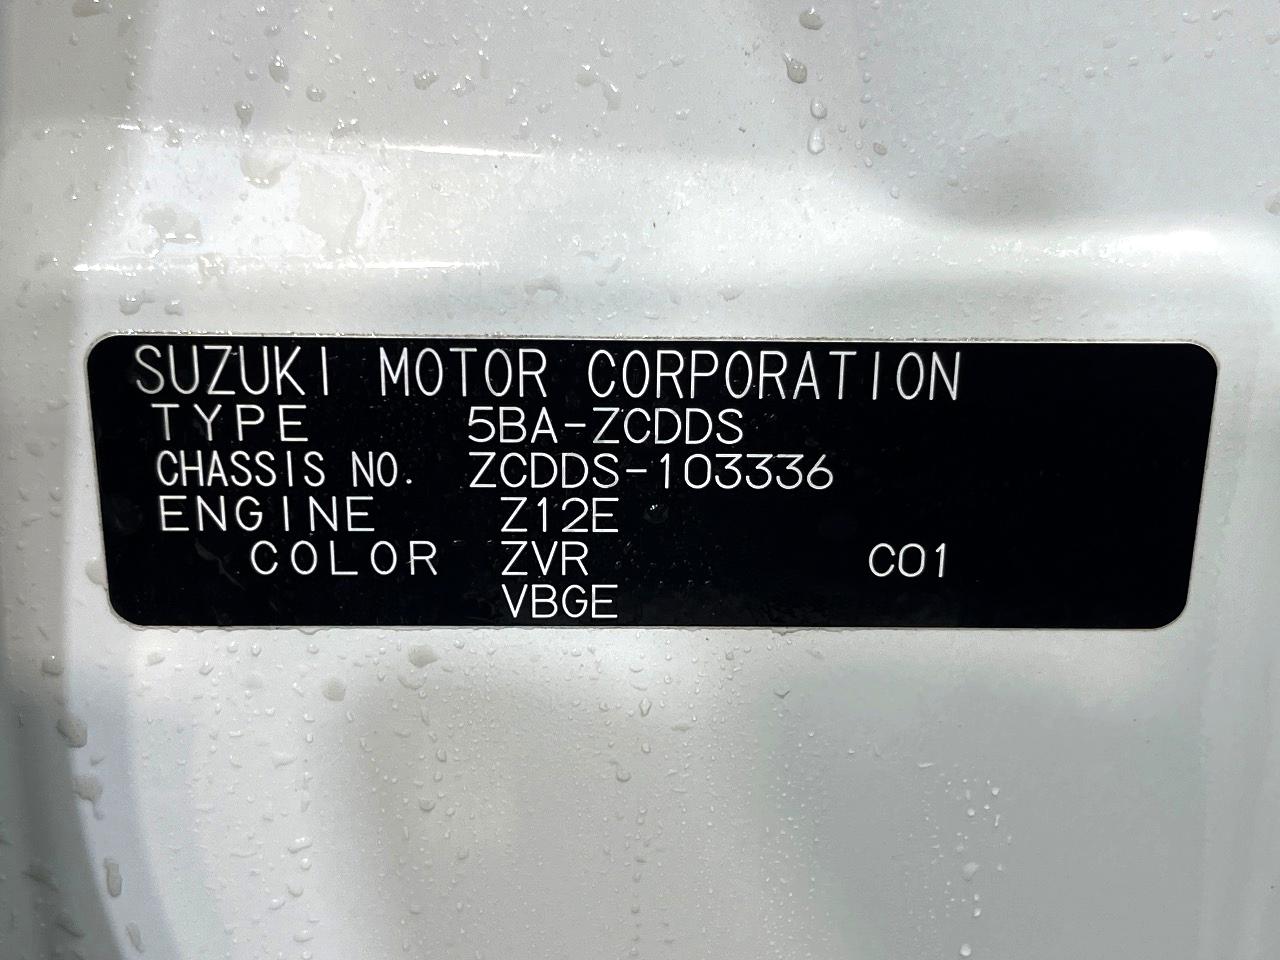 SUZUKI MOTOR CORPORATION
TYPE 5BA-ZCDDS
CHASSIS NO. ZCDDS-103336
ENGINE Z12E
COLOR ZVR C01
VBGE